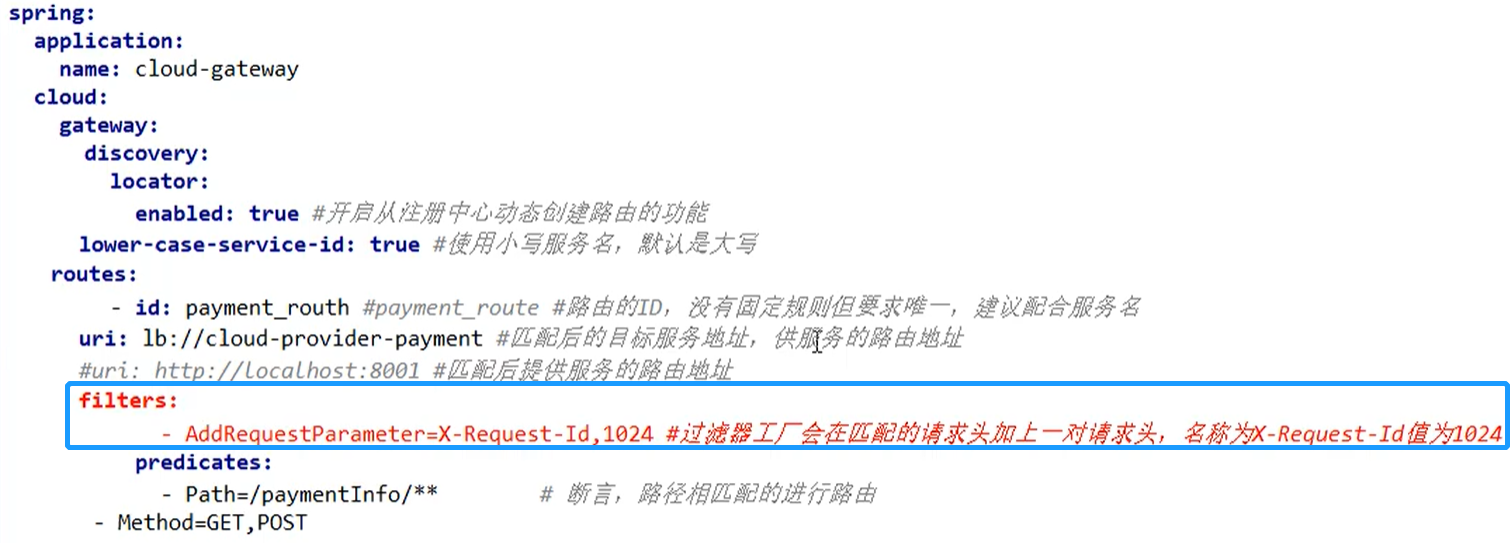 spring:
application:
name: cloud-gateway
cloud:
gateway:
discovery:
locator:
enabled: true #开启从注册中心动态创建路由的功能
lower-case-service-id: true #使用小写服务名，默认是大写
routes:
- id: payment_routh #payment_route #路由的ID，没有固定规则但要求唯一，建议配合服务名
uri: lb://cloud-provider-payment #匹配后的目标服务地址，供服务的路由地址
#uri: http://localhost:8001 #匹配后提供服务的路由地址
filters:
- AddRequestParameter=X-Request-Id,1024 #过滤器工厂会在匹配的请求头加上一对请求头，名称为X-Request-Id值为1024
predicates:
- Path=/paymentInfo/** # 断言，路径相匹配的进行路由
- Method=GET,POST